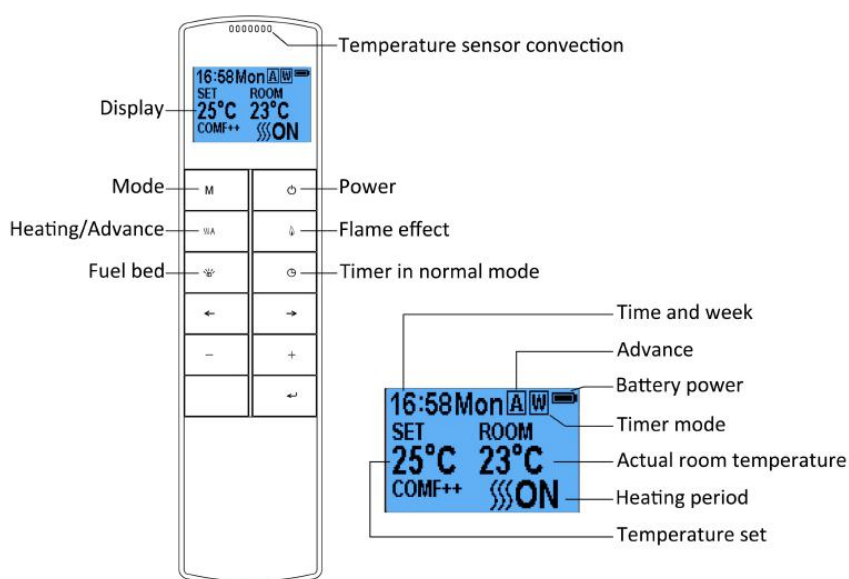 Temperature sensor convection
16:58Mon A W
SET ROOM
25°C 23°C
COMF++ ON
Display
Mode
M
Power
Heating/Advance
A
Flame effect
Fuel bed
Timer in normal mode
← →
− +
↵
Time and week
Advance
Battery power
16:58Mon A W
Timer mode
SET ROOM
25°C 23°C
Actual room temperature
COMF++ ON
Heating period
Temperature set